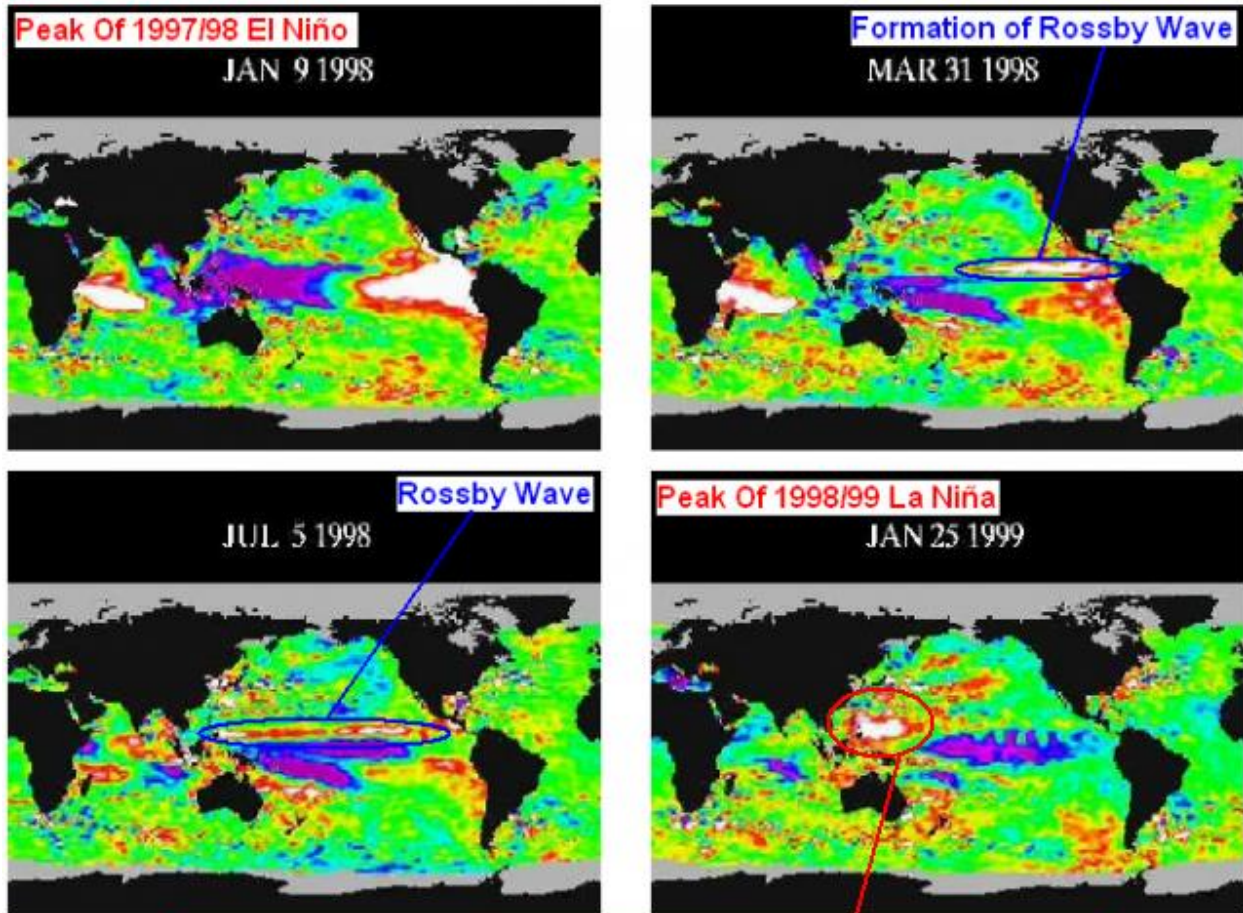 Peak Of 1997/98 El Niño
JAN 9 1998
Formation of Rossby Wave
MAR 31 1998
Rossby Wave
JUL 5 1998
Peak Of 1998/99 La Niña
JAN 25 1999